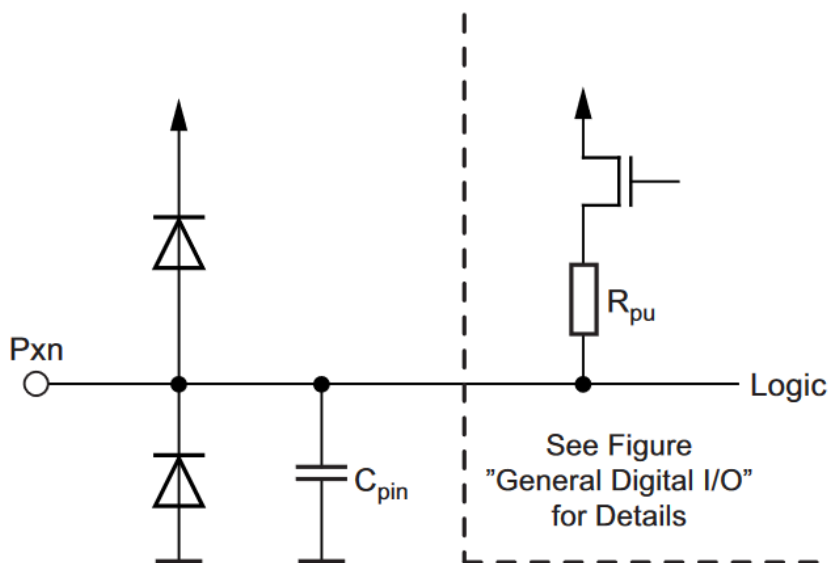 Pxn
Rpu
Logic
Cpin
See Figure
”General Digital I/O”
for Details